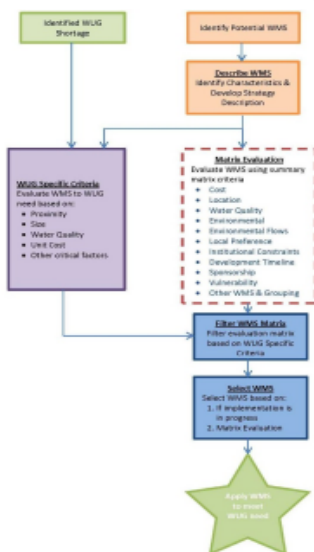 Identified WUG
Shortage
Identify Potential WMS
Describe WMS
Identify Characteristics &
Develop Strategy
Description
WUG Specific Criteria
Evaluate WMS to WUG
need based on:
• Proximity
• Size
• Water Quality
• Unit Cost
• Other critical factors
Matrix Evaluation
Evaluate WMS using summary
matrix criteria
• Cost
• Location
• Water Quality
• Environmental
• Environmental Flows
• Local Preference
• Institutional Constraints
• Development Timeline
• Sponsorship
• Vulnerability
• Other WMS & Grouping
Filter WMS Matrix
Filter evaluation matrix
based on WUG Specific
Criteria
Select WMS
Select WMS based on:
1. If implementation is
in progress
2. Matrix Evaluation
Apply WMS
to meet
WUG need